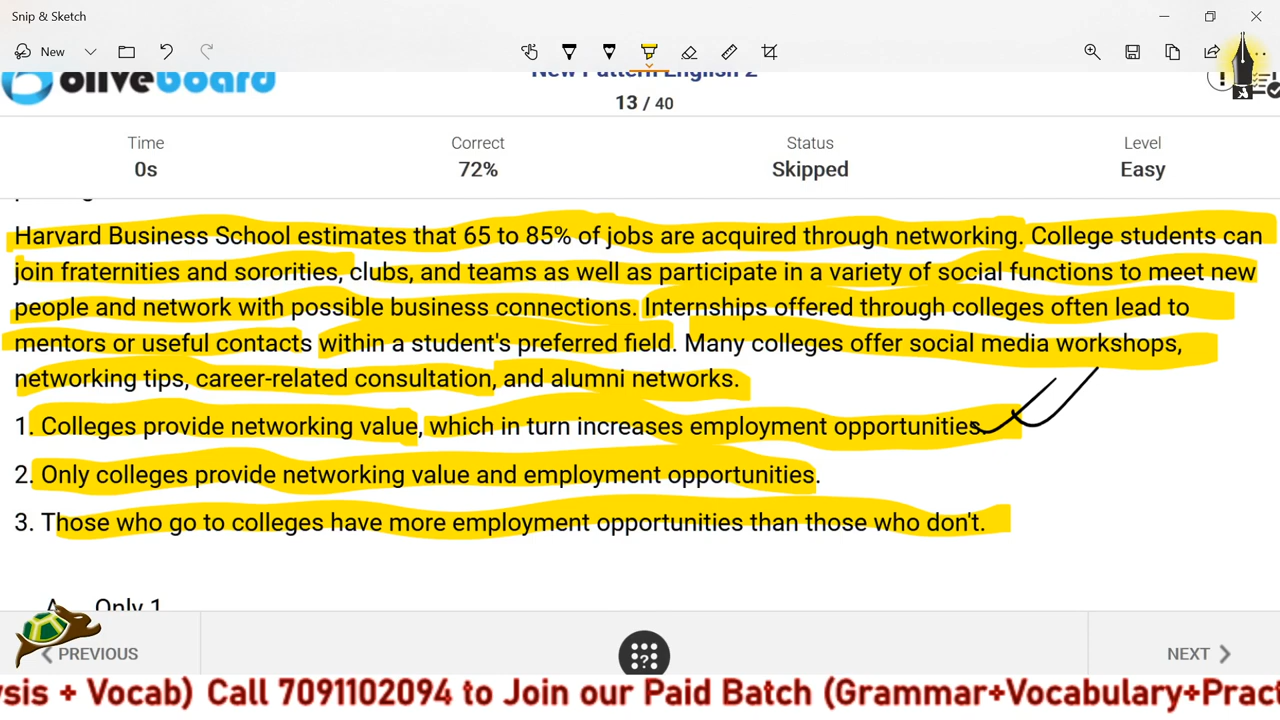 Snip & Sketch
New
oliveboard
New Pattern English 2
13 / 40
Time
0s
Correct
72%
Status
Skipped
Level
Easy
Harvard Business School estimates that 65 to 85% of jobs are acquired through networking. College students can
join fraternities and sororities, clubs, and teams as well as participate in a variety of social functions to meet new
people and network with possible business connections. Internships offered through colleges often lead to
mentors or useful contacts within a student's preferred field. Many colleges offer social media workshops,
networking tips, career-related consultation, and alumni networks.
1. Colleges provide networking value, which in turn increases employment opportunities.
2. Only colleges provide networking value and employment opportunities.
3. Those who go to colleges have more employment opportunities than those who don't.
A. Only 1
PREVIOUS
?
NEXT
ysis + Vocab) Call 7091102094 to Join our Paid Batch (Grammar+Vocabulary+Pract